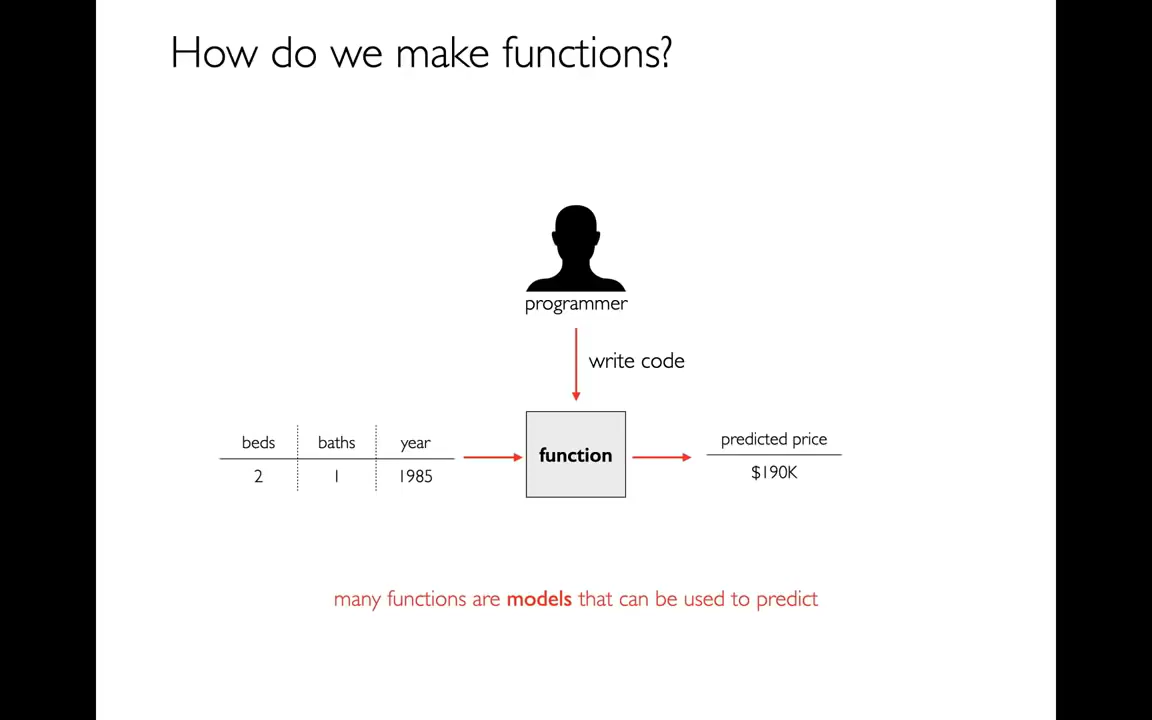 How do we make functions?
programmer
write code
beds baths year
2 1 1985
function
predicted price
$190K
many functions are models that can be used to predict